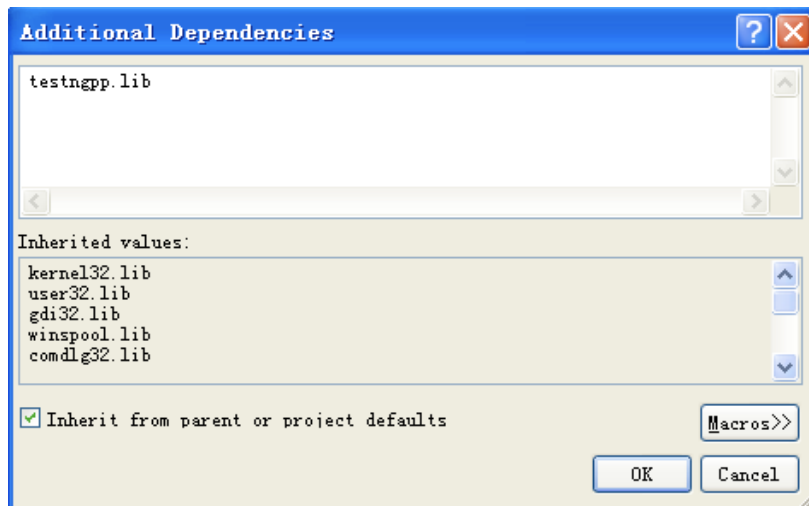 Additional Dependencies
testngpp.lib
Inherited values:
kernel32.lib
user32.lib
gdi32.lib
winspool.lib
comdlg32.lib
Inherit from parent or project defaults
Macros>>
OK
Cancel